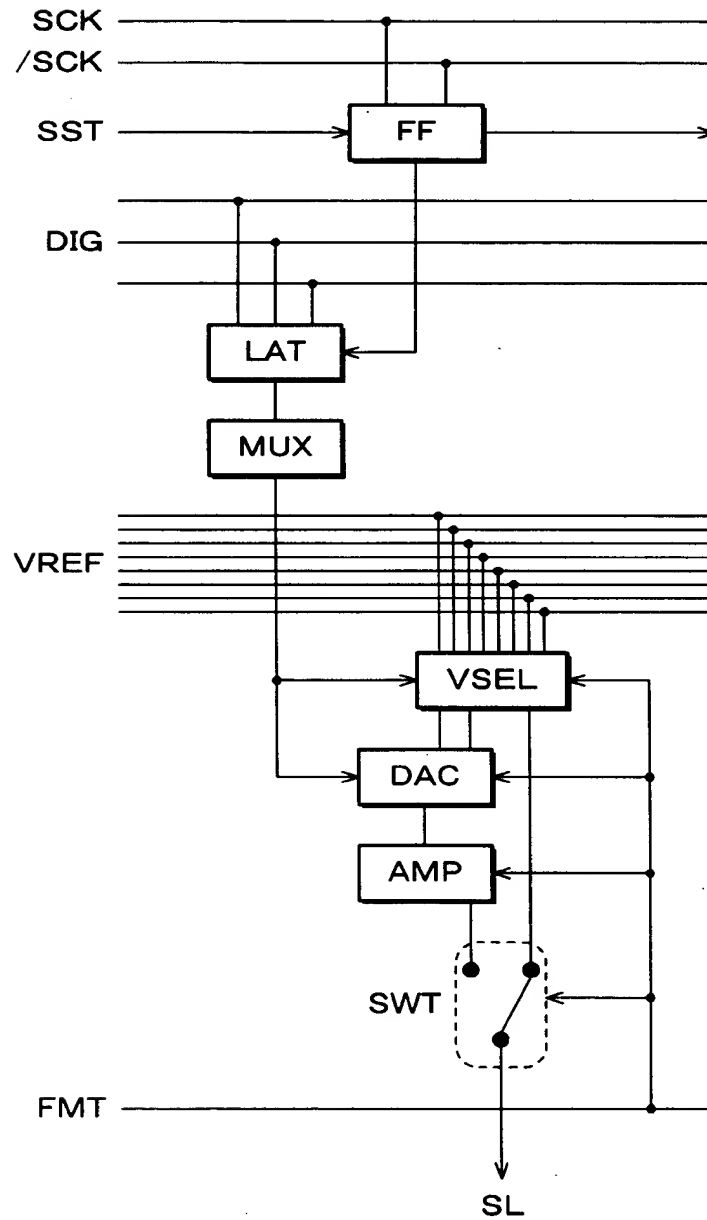 SCK
/SCK
SST
FF
DIG
LAT
MUX
VREF
VSEL
DAC
AMP
SWT
FMT
SL